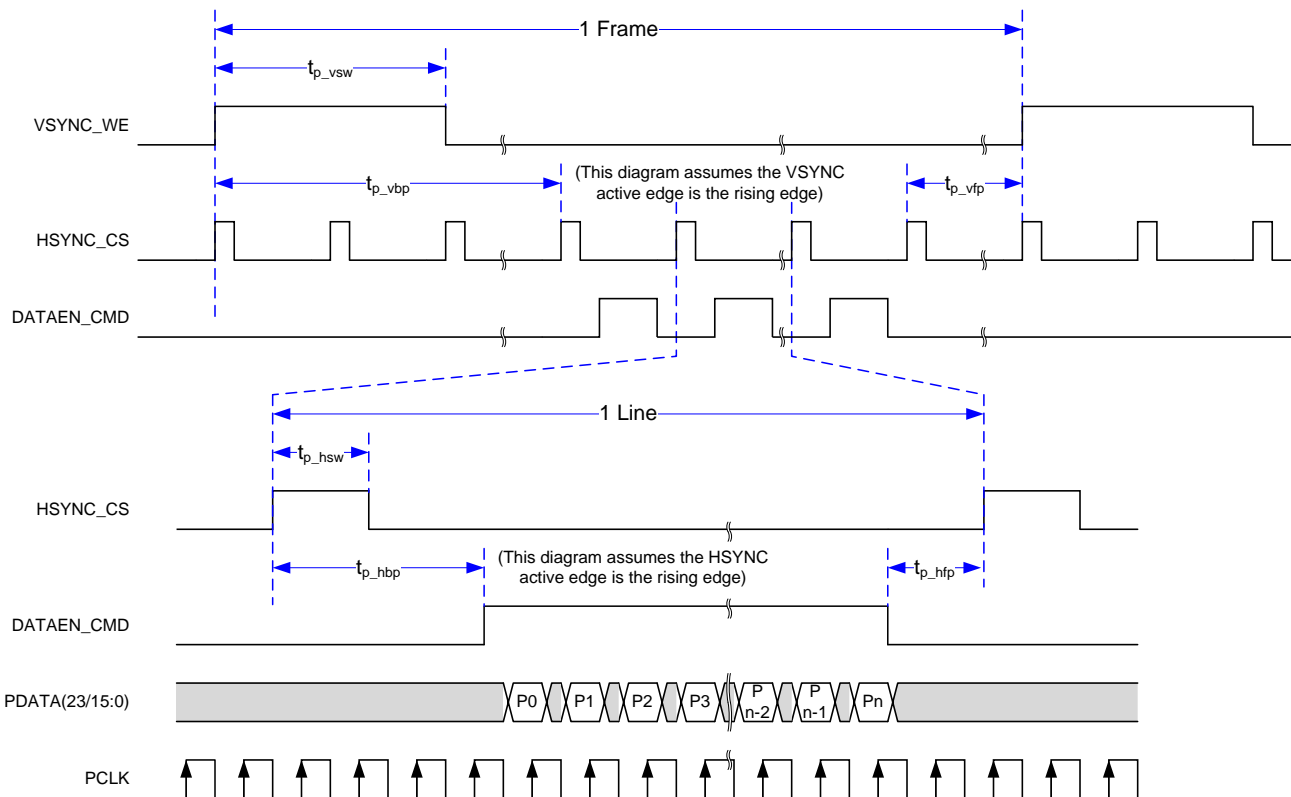 1 Frame
tp_vsw
VSYNC_WE
(This diagram assumes the VSYNC
active edge is the rising edge)
tp_vbp
tp_vfp
HSYNC_CS
DATAEN_CMD
1 Line
tp_hsw
HSYNC_CS
(This diagram assumes the HSYNC
active edge is the rising edge)
tp_hbp
tp_hfp
DATAEN_CMD
PDATA(23/15:0)
P0
P1
P2
P3
P
n-2
P
n-1
Pn
PCLK